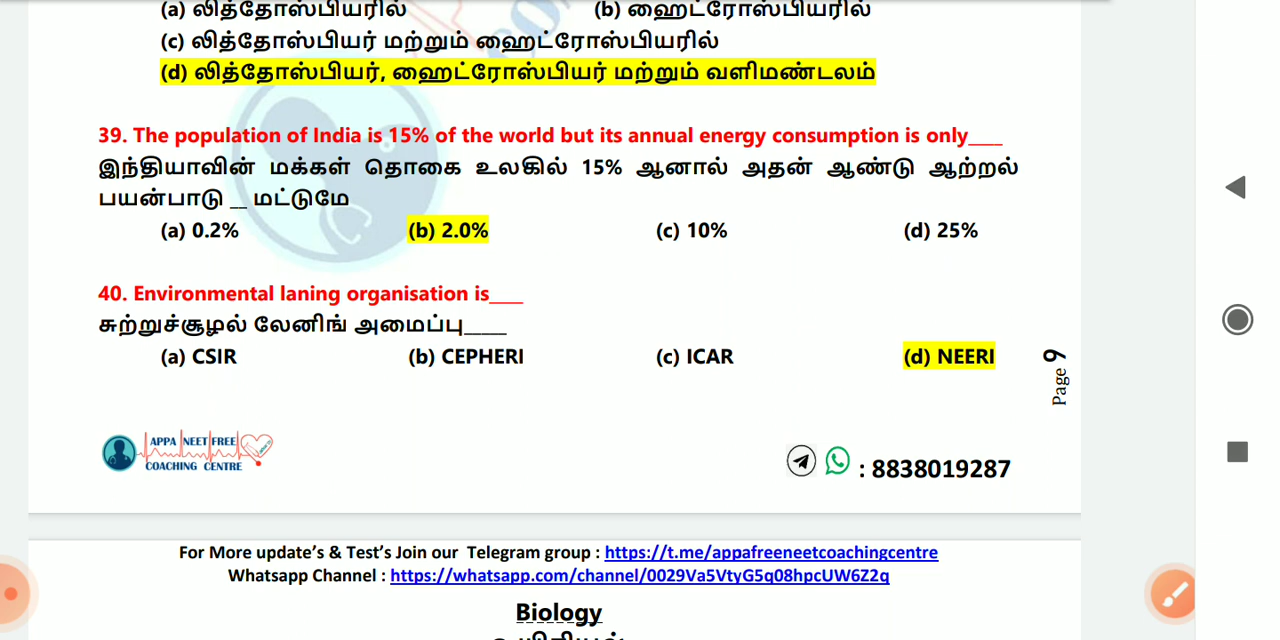 (a) லித்தோஸ்பியரில் (b) ஹைட்ரோஸ்பியரில்
(c) லித்தோஸ்பியர் மற்றும் ஹைட்ரோஸ்பியரில்
(d) லித்தோஸ்பியர், ஹைட்ரோஸ்பியர் மற்றும் வளிமண்டலம்
39. The population of India is 15% of the world but its annual energy consumption is only____
இந்தியாவின் மக்கள் தொகை உலகில் 15% ஆனால் அதன் ஆண்டு ஆற்றல்
பயன்பாடு __ மட்டுமே
(a) 0.2% (b) 2.0% (c) 10% (d) 25%
40. Environmental laning organisation is____
சுற்றுச்சூழல் லேனிங் அமைப்பு_____
(a) CSIR (b) CEPHERI (c) ICAR (d) NEERI
Page 9
APPA NEET FREE
COACHING CENTRE
: 8838019287
For More update's & Test's Join our Telegram group : https://t.me/appafreeneetcoachingcentre
Whatsapp Channel : https://whatsapp.com/channel/0029Va5VtyG5q08hpcUW6Z2q
Biology